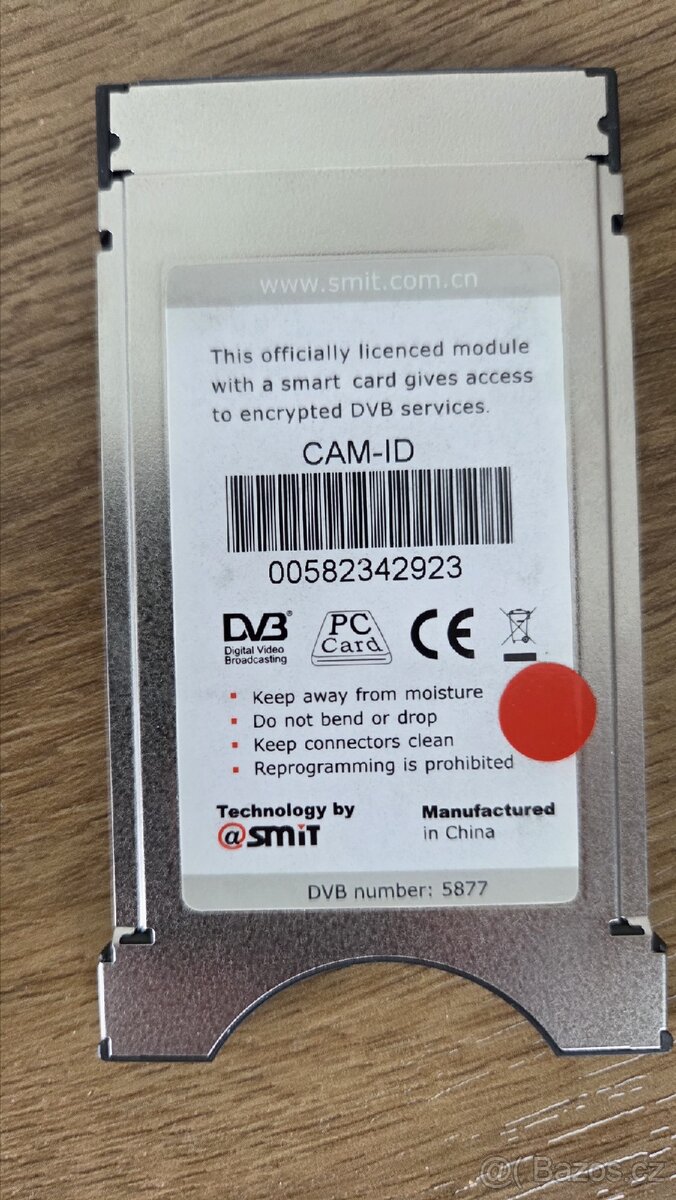 www.smit.com.cn
This officially licenced module
with a smart card gives access
to encrypted DVB services.
CAM-ID
00582342923
DVB®
Digital Video
Broadcasting
PC
Card
CE
Keep away from moisture
Do not bend or drop
Keep connectors clean
Reprogramming is prohibited
Technology by
@SMiT
Manufactured
in China
DVB number: 5877
Bazos.cz